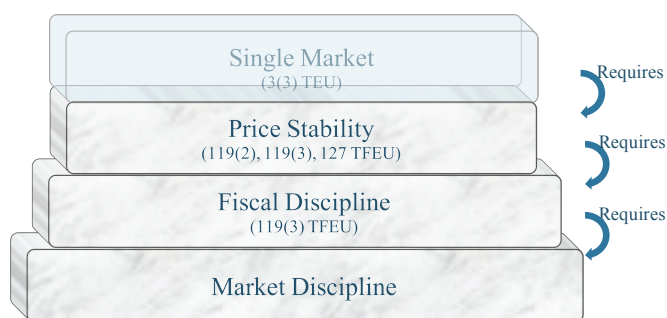 Single Market
(3(3) TEU)
Requires
Price Stability
(119(2), 119(3), 127 TFEU)
Requires
Fiscal Discipline
(119(3) TFEU)
Requires
Market Discipline